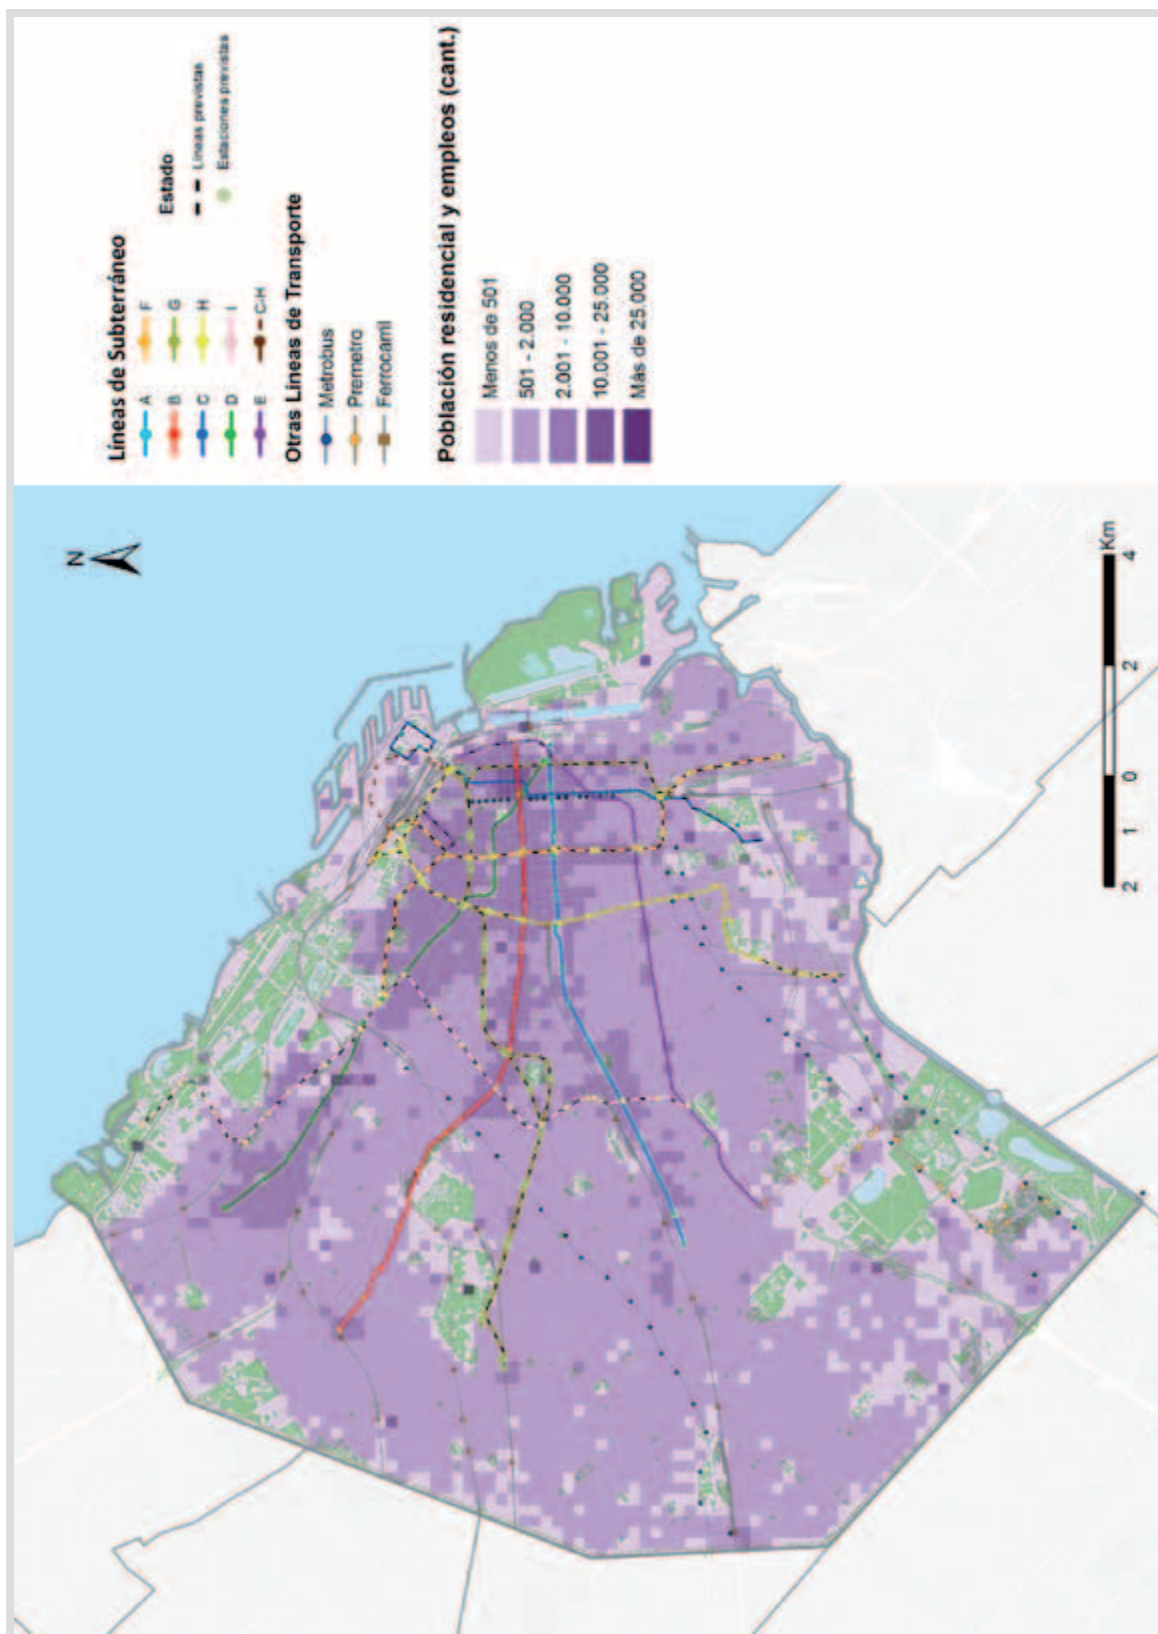 Líneas de Subterráneo
A
B
C
D
E
F
G
H
I
C-H
Estado
Líneas previstas
Estaciones previstas
Otras Líneas de Transporte
Metrobus
Premetro
Ferrocarril
Población residencial y empleos (cant.)
Menos de 501
501 - 2.000
2.001 - 10.000
10.001 - 25.000
Más de 25.000
N
2 1 0 2 4
Km